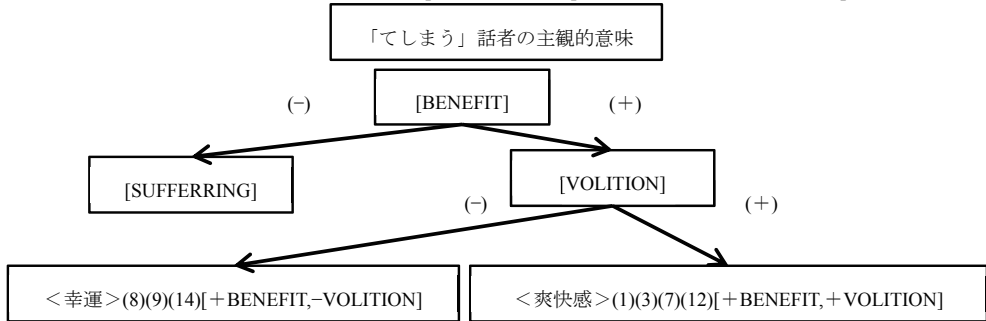 「てしまう」話者の主観的意味
(−) [BENEFIT] (＋)
[SUFFERRING] [VOLITION]
(−) (＋)
＜幸運＞(8)(9)(14)[＋BENEFIT,−VOLITION] ＜爽快感＞(1)(3)(7)(12)[＋BENEFIT,＋VOLITION]